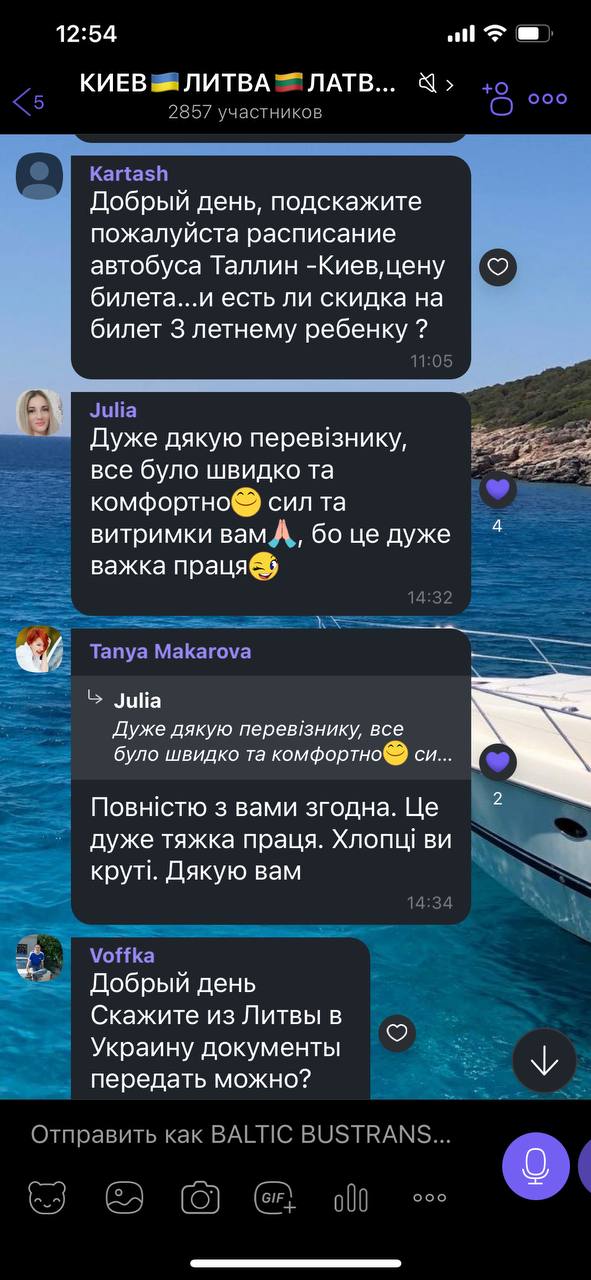 12:54
5
КИЕВ🇺🇦ЛИТВА🇱🇹ЛАТВ...
2857 участников
Kartash
Добрый день, подскажите
пожалуйста расписание
автобуса Таллин -Киев,цену
билета...и есть ли скидка на
билет 3 летнему ребенку ?
11:05
Julia
Дуже дякую перевізнику,
все було швидко та
комфортно😊 сил та
витримки вам🙏, бо це дуже
важка праця😉
14:32
4
Tanya Makarova
Julia
Дуже дякую перевізнику, все
було швидко та комфортно😊 си...
Повністю з вами згодна. Це
дуже тяжка праця. Хлопці ви
круті. Дякую вам
14:34
2
Voffka
Добрый день
Скажите из Литвы в
Украину документы
передать можно?
Отправить как BALTIC BUSTRANS...
GIF